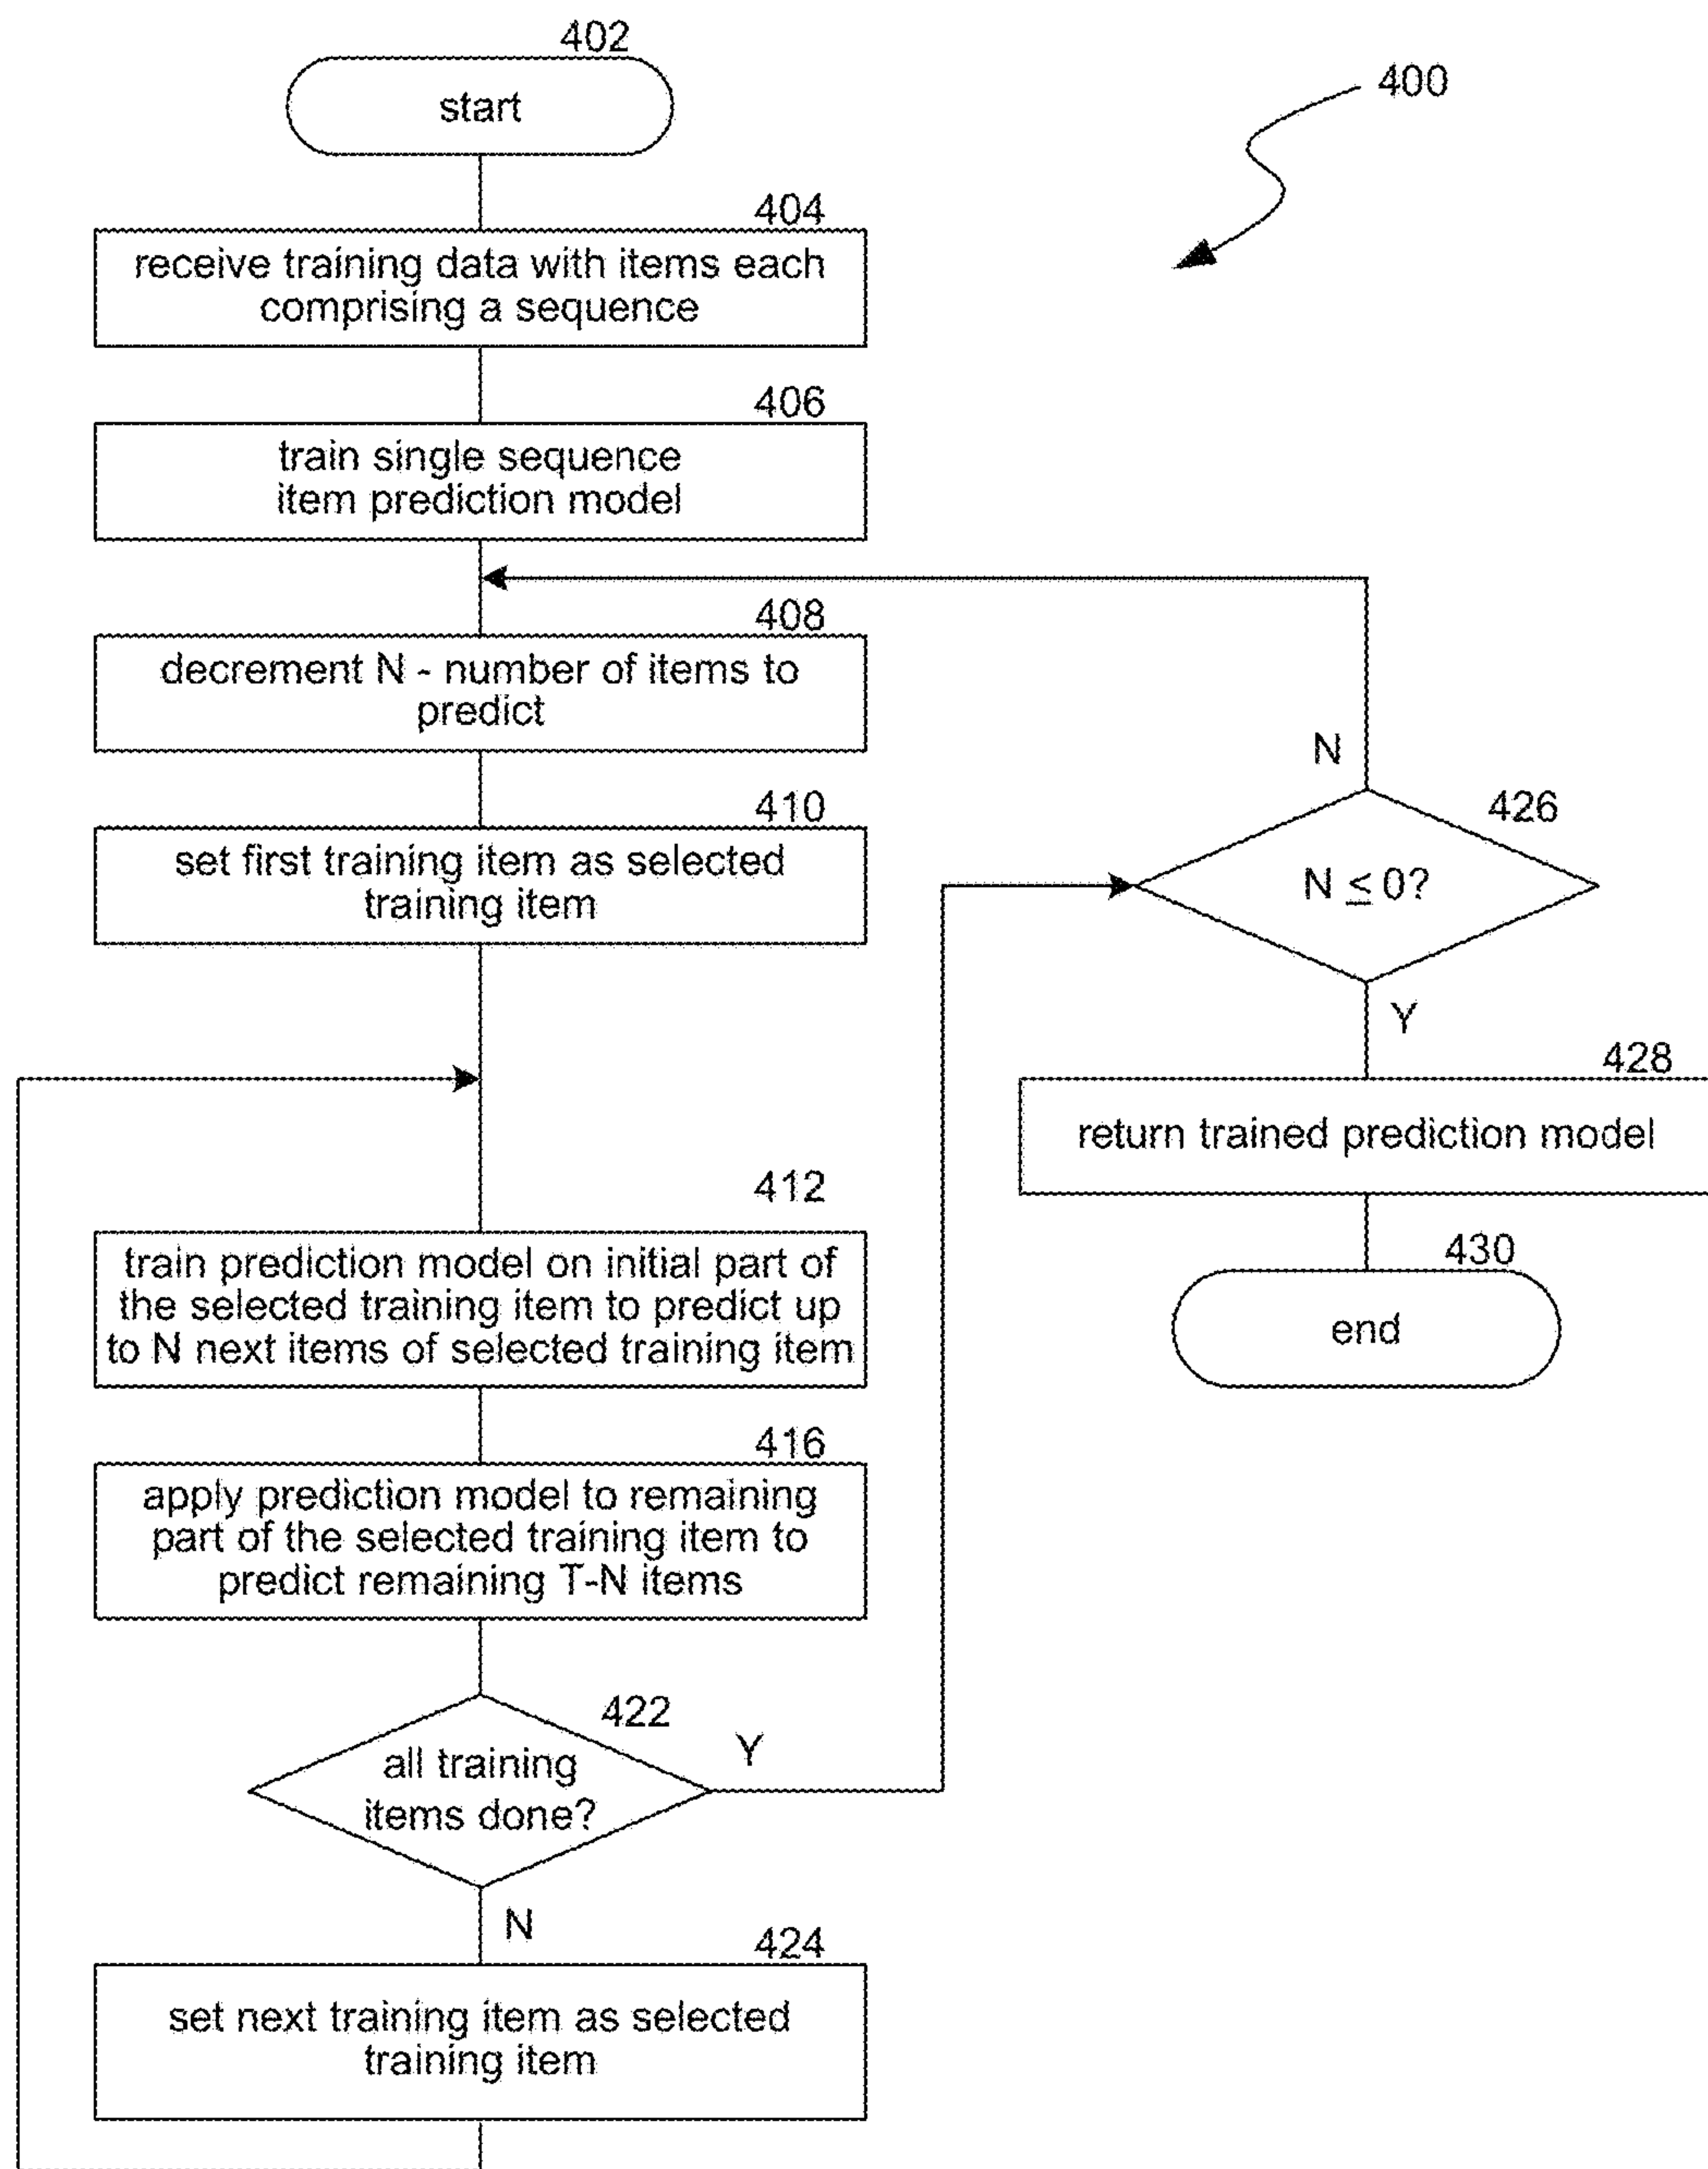 402
start
400
404
receive training data with items each
comprising a sequence
406
train single sequence
item prediction model
408
decrement N - number of items to
predict
410
set first training item as selected
training item
412
train prediction model on initial part of
the selected training item to predict up
to N next items of selected training item
416
apply prediction model to remaining
part of the selected training item to
predict remaining T-N items
422
all training
items done?
Y
N
424
set next training item as selected
training item
N
426
N ≤ 0?
Y
428
return trained prediction model
430
end